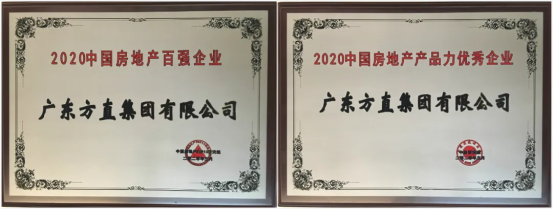 2020中国房地产百强企业
广东方直集团有限公司
2020中国房地产产品力优秀企业
广东方直集团有限公司